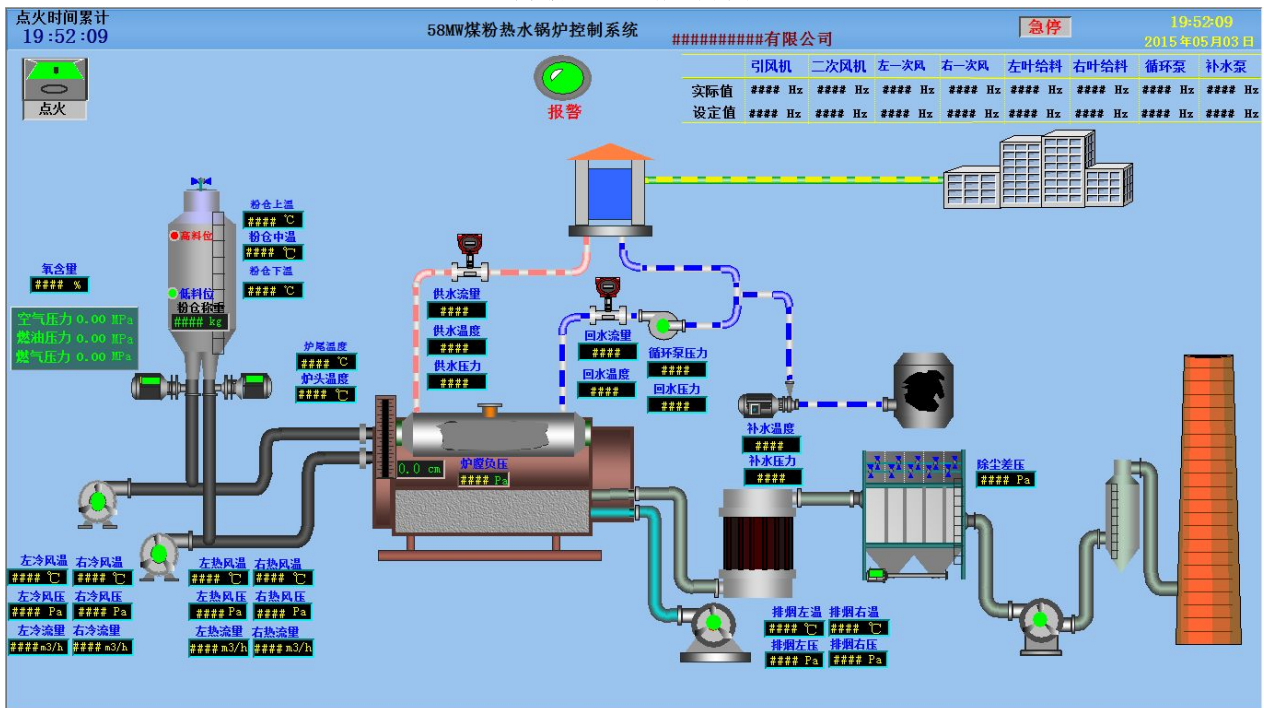 点火时间累计
19:52:09
58MW煤粉热水锅炉控制系统
##########有限公司
急停
19:52:09
2015年05月03日
点火
报警
引风机 二次风机 左一次风 右一次风 左叶给料 右叶给料 循环泵 补水泵
实际值 #### Hz #### Hz #### Hz #### Hz #### Hz #### Hz #### Hz #### Hz
设定值 #### Hz #### Hz #### Hz #### Hz #### Hz #### Hz #### Hz #### Hz
粉仓上温
#### ℃
高料位
粉仓中温
#### ℃
氧含量
#### %
粉仓下温
低料位
#### ℃
粉仓称重
#### kg
空气压力 0.00 MPa
燃油压力 0.00 MPa
燃气压力 0.00 MPa
供水流量
####
供水温度
####
供水压力
####
回水流量
####
回水温度
####
循环泵压力
####
回水压力
####
炉尾温度
#### ℃
炉头温度
#### ℃
补水温度
####
补水压力
####
0.0 cm
炉膛负压
#### Pa
除尘差压
#### Pa
左冷风温 右冷风温 左热风温 右热风温
#### ℃ #### ℃ #### ℃ #### ℃
左冷风压 右冷风压 左热风压 右热风压
#### Pa #### Pa #### Pa #### Pa
左冷流量 右冷流量 左热流量 右热流量
#### m3/h #### m3/h #### m3/h #### m3/h
排烟左温 排烟右温
#### ℃ #### ℃
排烟左压 排烟右压
#### Pa #### Pa